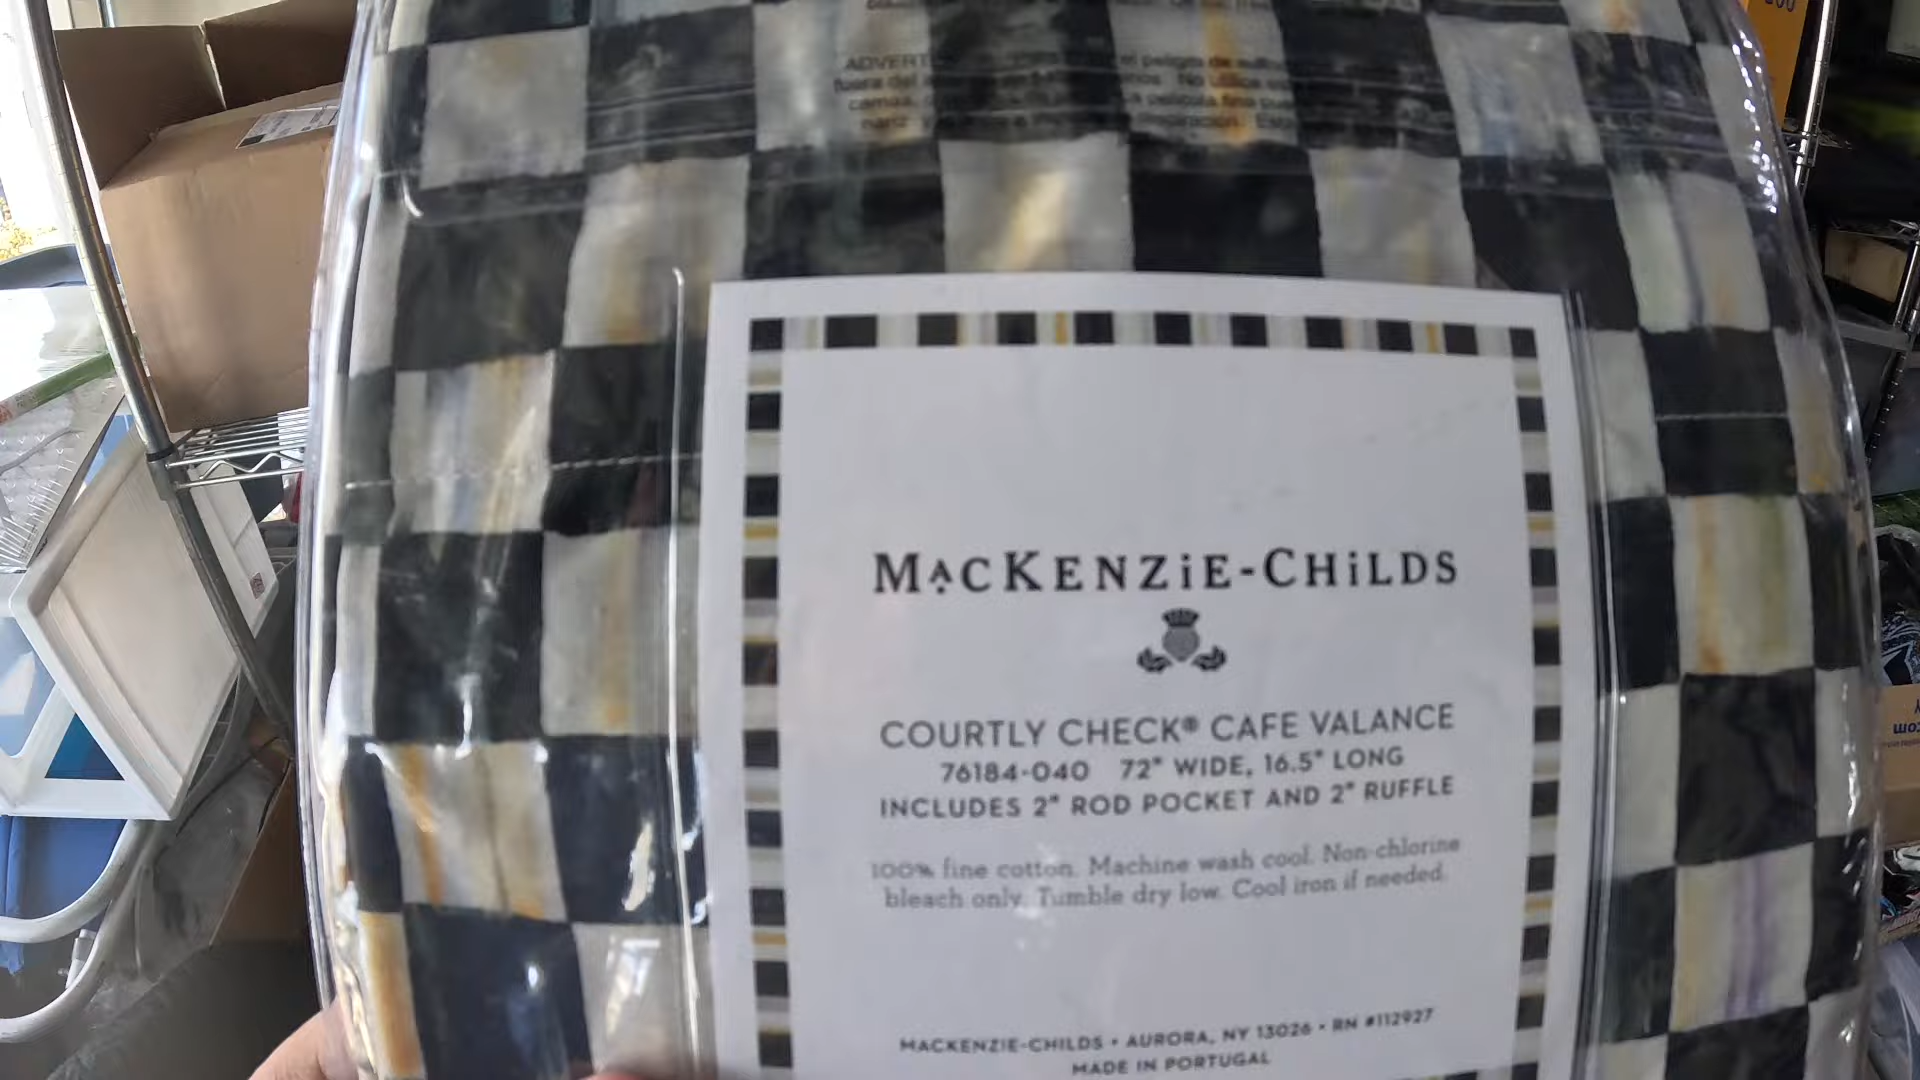 ADVERT
MACKENZiE-CHiLDS
COURTLY CHECK® CAFE VALANCE
76184-040 72" WIDE, 16.5" LONG
INCLUDES 2" ROD POCKET AND 2" RUFFLE
100% fine cotton. Machine wash cool. Non-chlorine
bleach only. Tumble dry low. Cool iron if needed.
MACKENZIE-CHILDS • AURORA, NY 13026 • RN #112927
MADE IN PORTUGAL